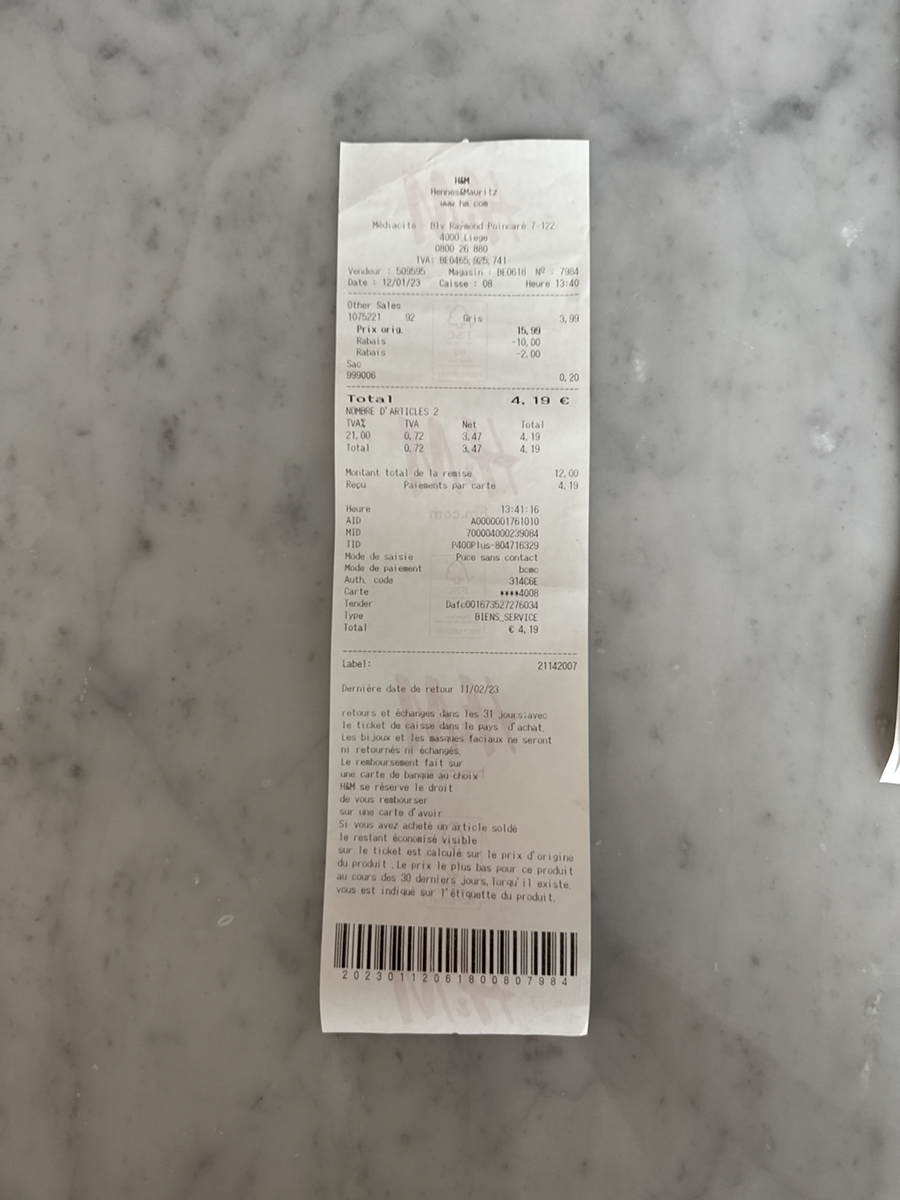 H&M
Hennes&Mauritz
www.hm.com
Médiacité - Blv Raymond Poincaré 7-122
4000 Liege
0800 26 880
TVA: BE0465.925.741
Vendeur : 509595 Magasin : BE0618 Nº : 7984
Date : 12/01/23 Caisse : 08 Heure 13:40
Other Sales
1075221 92 Gris 3,99
Prix orig. 15,99
Rabais -10,00
Rabais -2,00
Sac
999006 0,20
Total 4,19 €
NOMBRE D'ARTICLES 2
TVA% TVA Net Total
21,00 0,72 3,47 4,19
Total 0,72 3,47 4,19
Montant total de la remise 12,00
Reçu Paiements par carte 4,19
Heure 13:41:16
AID A0000001761010
MID 700004000239084
TID P400Plus-804716329
Mode de saisie Puce sans contact
Mode de paiement bcmc
Auth. code 314C6E
Carte ****4008
Tender Dafc001673527276034
Type BIENS_SERVICE
Total € 4,19
Label: 21142007
Dernière date de retour 11/02/23
retours et échanges dans les 31 jours:avec
le ticket de caisse dans le pays d'achat.
Les bijoux et les masques faciaux ne seront
ni retournés ni échangés.
Le remboursement fait sur
une carte de banque au choix
H&M se réserve le droit
de vous rembourser
sur une carte d'avoir
Si vous avez acheté un article soldé
le restant économisé visible
sur le ticket est calculé sur le prix d'origine
du produit . Le prix le plus bas pour ce produit
au cours des 30 derniers jours, lorqu'il existe,
vous est indiqué sur l'étiquette du produit.
20230112061800807984